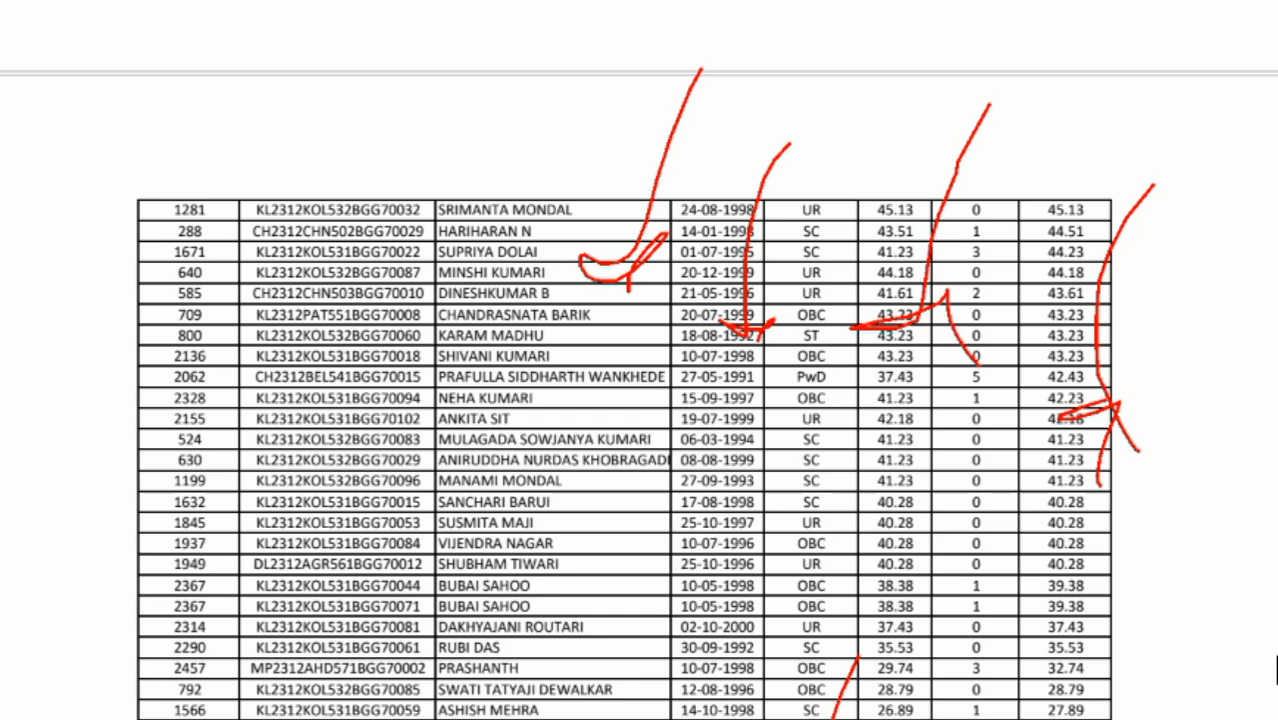 1281 KL2312KOL532BGG70032 SRIMANTA MONDAL 24-08-1998 UR 45.13 0 45.13
288 CH2312CHN502BGG70029 HARIHARAN N 14-01-1998 SC 43.51 1 44.51
1671 KL2312KOL531BGG70022 SUPRIYA DOLAI 01-07-1995 SC 41.23 3 44.23
640 KL2312KOL532BGG70087 MINSHI KUMARI 20-12-1999 UR 44.18 0 44.18
585 CH2312CHN503BGG70010 DINESHKUMAR B 21-05-1996 UR 41.61 2 43.61
709 KL2312PAT551BGG70008 CHANDRASNATA BARIK 20-07-1999 OBC 43.23 0 43.23
800 KL2312KOL532BGG70060 KARAM MADHU 18-08-1992 ST 43.23 0 43.23
2136 KL2312KOL531BGG70018 SHIVANI KUMARI 10-07-1998 OBC 43.23 0 43.23
2062 CH2312BEL541BGG70015 PRAFULLA SIDDHARTH WANKHEDE 27-05-1991 PwD 37.43 5 42.43
2328 KL2312KOL531BGG70094 NEHA KUMARI 15-09-1997 OBC 41.23 1 42.23
2155 KL2312KOL531BGG70102 ANKITA SIT 19-07-1999 UR 42.18 0 42.18
524 KL2312KOL532BGG70083 MULAGADA SOWJANYA KUMARI 06-03-1994 SC 41.23 0 41.23
630 KL2312KOL532BGG70029 ANIRUDDHA NURDAS KHOBRAGADI 08-08-1999 SC 41.23 0 41.23
1199 KL2312KOL532BGG70096 MANAMI MONDAL 27-09-1993 SC 41.23 0 41.23
1632 KL2312KOL531BGG70015 SANCHARI BARUI 17-08-1998 SC 40.28 0 40.28
1845 KL2312KOL531BGG70053 SUSMITA MAJI 25-10-1997 UR 40.28 0 40.28
1937 KL2312KOL531BGG70084 VIJENDRA NAGAR 10-07-1996 OBC 40.28 0 40.28
1949 DL2312AGR561BGG70012 SHUBHAM TIWARI 25-10-1996 UR 40.28 0 40.28
2367 KL2312KOL531BGG70044 BUBAI SAHOO 10-05-1998 OBC 38.38 1 39.38
2367 KL2312KOL531BGG70071 BUBAI SAHOO 10-05-1998 OBC 38.38 1 39.38
2314 KL2312KOL531BGG70081 DAKHYAJANI ROUTARI 02-10-2000 UR 37.43 0 37.43
2290 KL2312KOL531BGG70061 RUBI DAS 30-09-1992 SC 35.53 0 35.53
2457 MP2312AHD571BGG70002 PRASHANTH 10-07-1998 OBC 29.74 3 32.74
792 KL2312KOL532BGG70085 SWATI TATYAJI DEWALKAR 12-08-1996 OBC 28.79 0 28.79
1566 KL2312KOL531BGG70059 ASHISH MEHRA 14-10-1998 SC 26.89 1 27.89